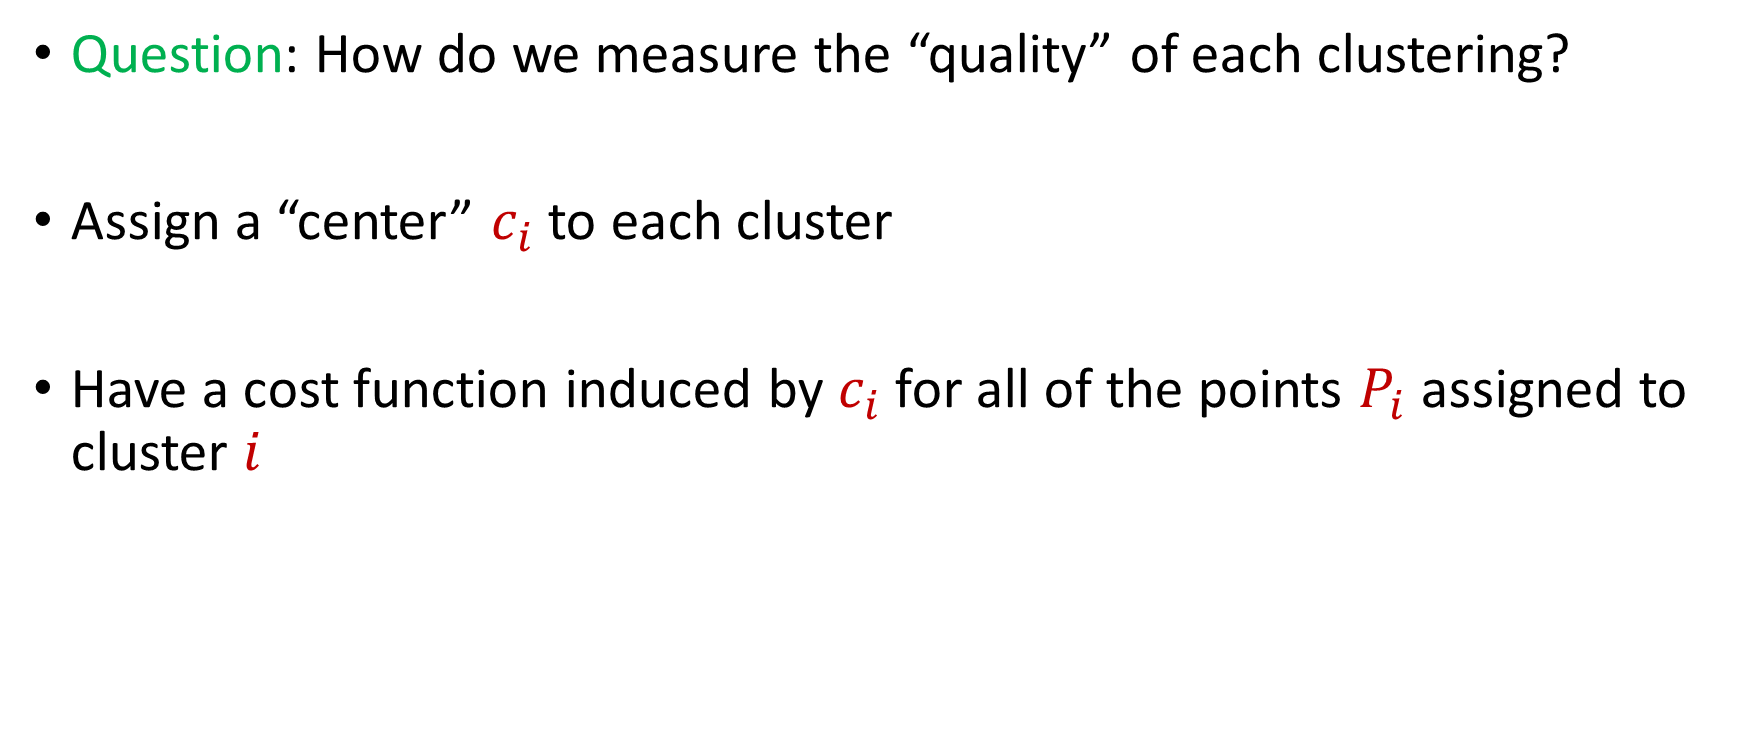 • Question: How do we measure the “quality” of each clustering?
• Assign a “center” $c_i$ to each cluster
• Have a cost function induced by $c_i$ for all of the points $P_i$ assigned to
cluster $i$